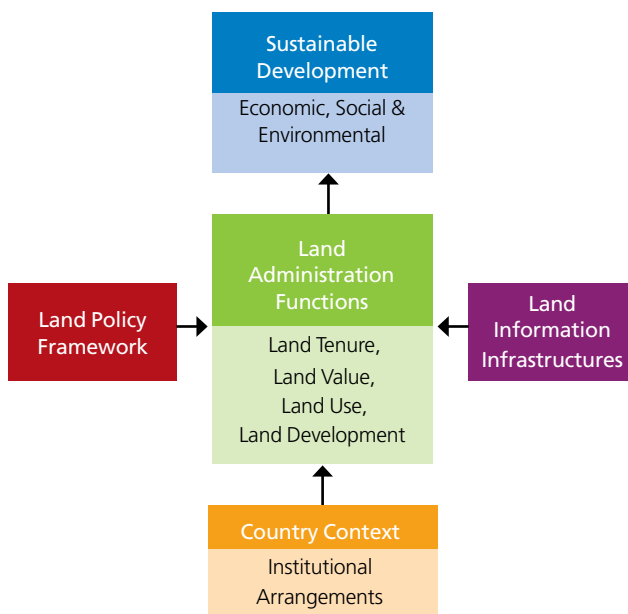 Sustainable
Development
Economic, Social &
Environmental
Land
Administration
Functions
Land Policy
Framework
Land
Information
Infrastructures
Land Tenure,
Land Value,
Land Use,
Land Development
Country Context
Institutional
Arrangements